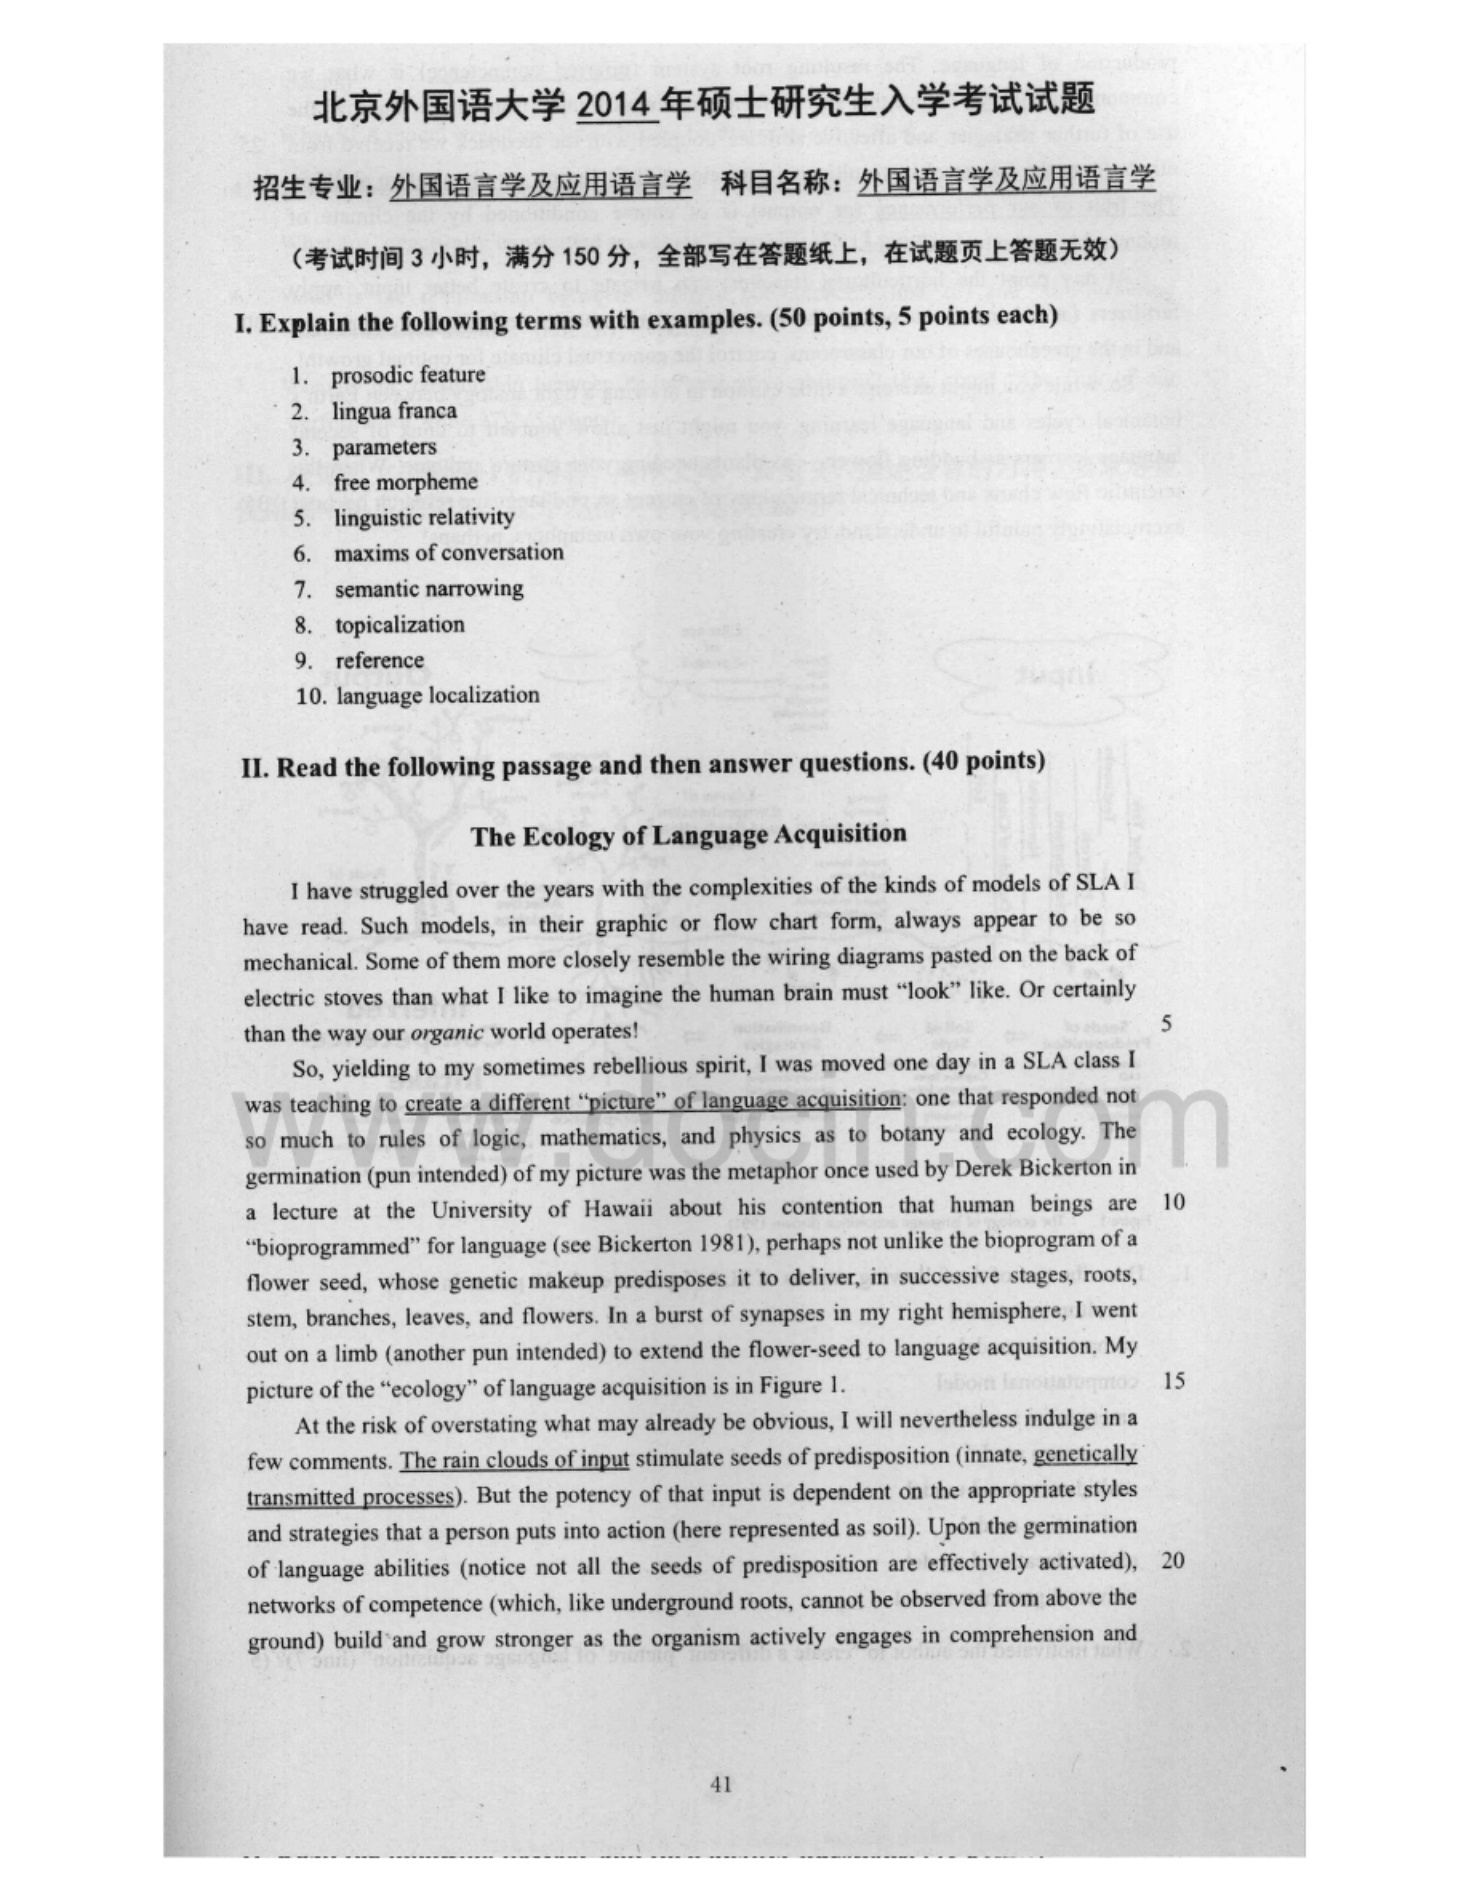 北京外国语大学 2014 年硕士研究生入学考试试题
招生专业：外国语言学及应用语言学 科目名称：外国语言学及应用语言学
（考试时间 3 小时，满分 150 分，全部写在答题纸上，在试题页上答题无效）
I. Explain the following terms with examples. (50 points, 5 points each)
1. prosodic feature
2. lingua franca
3. parameters
4. free morpheme
5. linguistic relativity
6. maxims of conversation
7. semantic narrowing
8. topicalization
9. reference
10. language localization
II. Read the following passage and then answer questions. (40 points)
The Ecology of Language Acquisition
I have struggled over the years with the complexities of the kinds of models of SLA I
have read. Such models, in their graphic or flow chart form, always appear to be so
mechanical. Some of them more closely resemble the wiring diagrams pasted on the back of
electric stoves than what I like to imagine the human brain must “look” like. Or certainly
than the way our organic world operates! 5
So, yielding to my sometimes rebellious spirit, I was moved one day in a SLA class I
was teaching to create a different “picture” of language acquisition: one that responded not
so much to rules of logic, mathematics, and physics as to botany and ecology. The
germination (pun intended) of my picture was the metaphor once used by Derek Bickerton in
a lecture at the University of Hawaii about his contention that human beings are 10
“bioprogrammed” for language (see Bickerton 1981), perhaps not unlike the bioprogram of a
flower seed, whose genetic makeup predisposes it to deliver, in successive stages, roots,
stem, branches, leaves, and flowers. In a burst of synapses in my right hemisphere, I went
out on a limb (another pun intended) to extend the flower-seed to language acquisition. My
picture of the “ecology” of language acquisition is in Figure 1. 15
At the risk of overstating what may already be obvious, I will nevertheless indulge in a
few comments. The rain clouds of input stimulate seeds of predisposition (innate, genetically
transmitted processes). But the potency of that input is dependent on the appropriate styles
and strategies that a person puts into action (here represented as soil). Upon the germination
of language abilities (notice not all the seeds of predisposition are effectively activated), 20
networks of competence (which, like underground roots, cannot be observed from above the
ground) build and grow stronger as the organism actively engages in comprehension and
41
www.docin.com